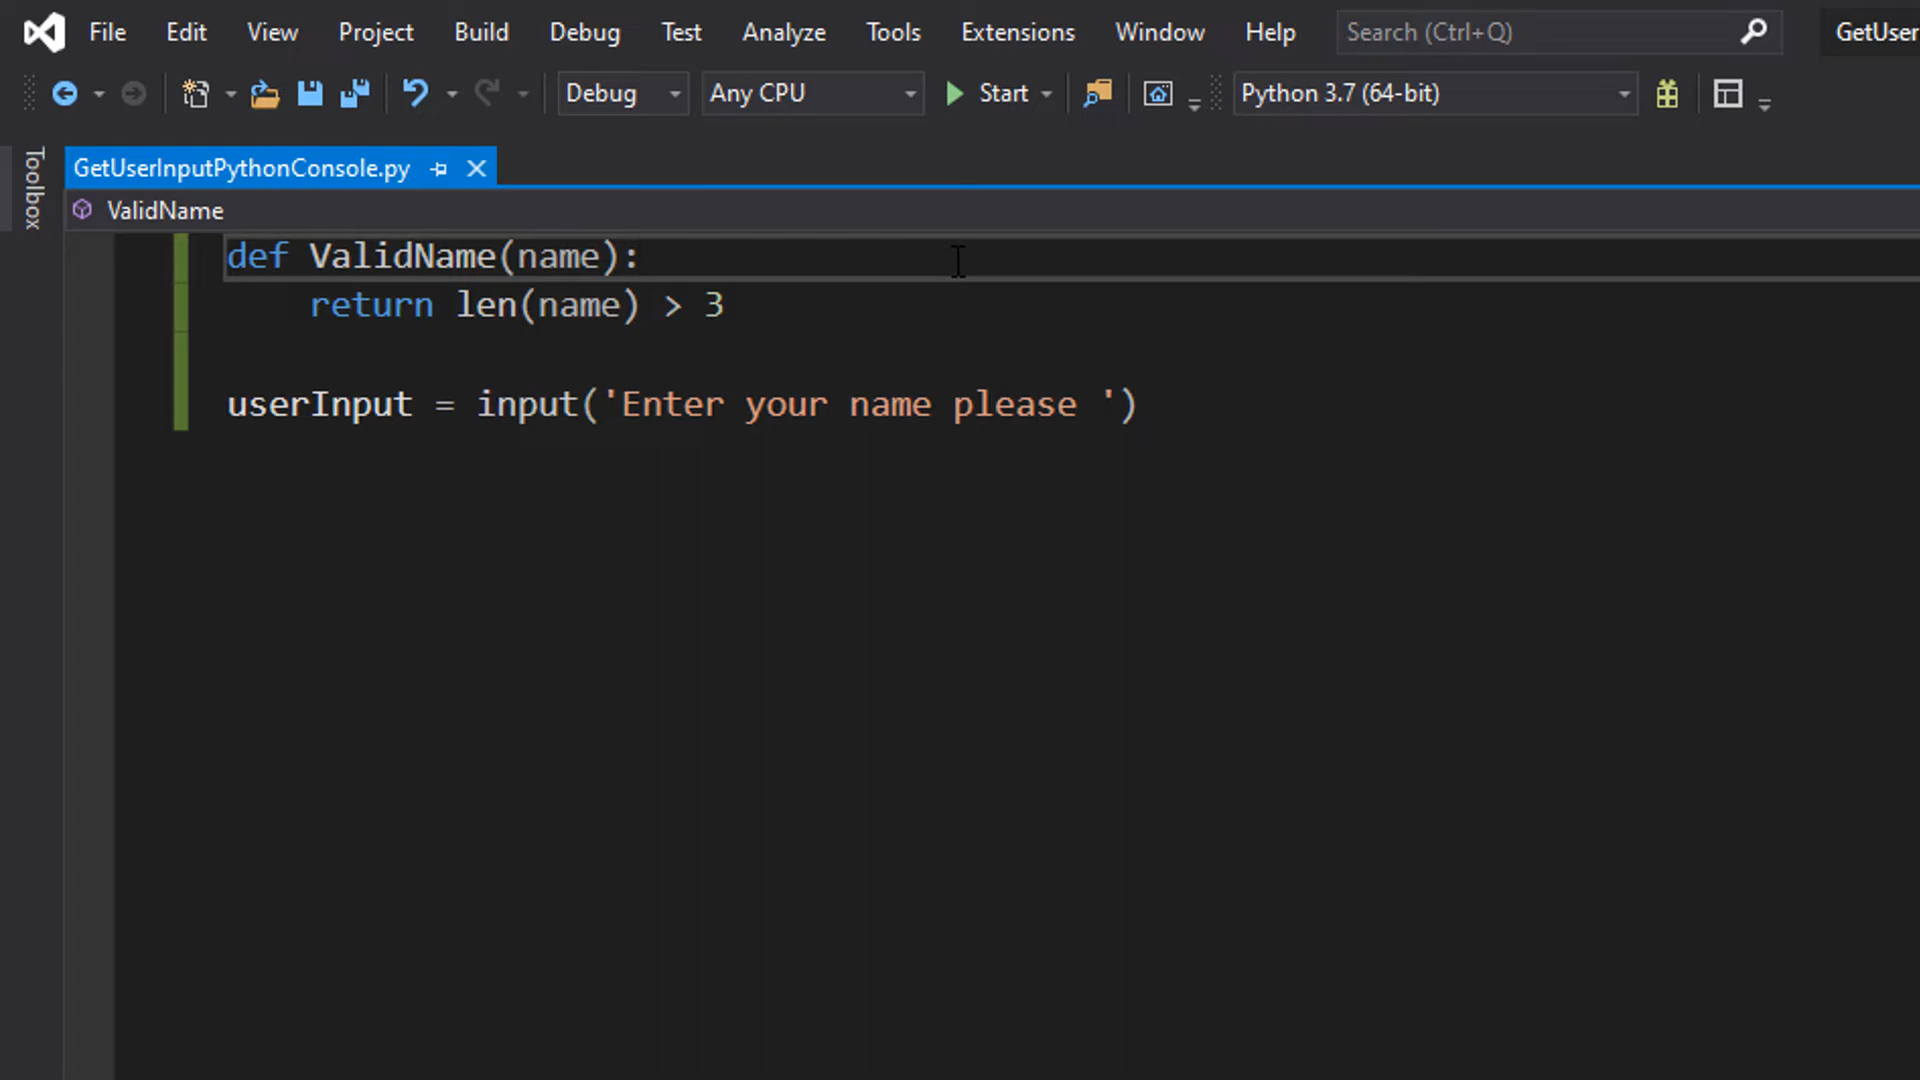 File Edit View Project Build Debug Test Analyze Tools Extensions Window Help Search (Ctrl+Q) GetUser
Debug Any CPU Start Python 3.7 (64-bit)
Toolbox
GetUserInputPythonConsole.py
ValidName
def ValidName(name):
    return len(name) > 3
userInput = input('Enter your name please ')